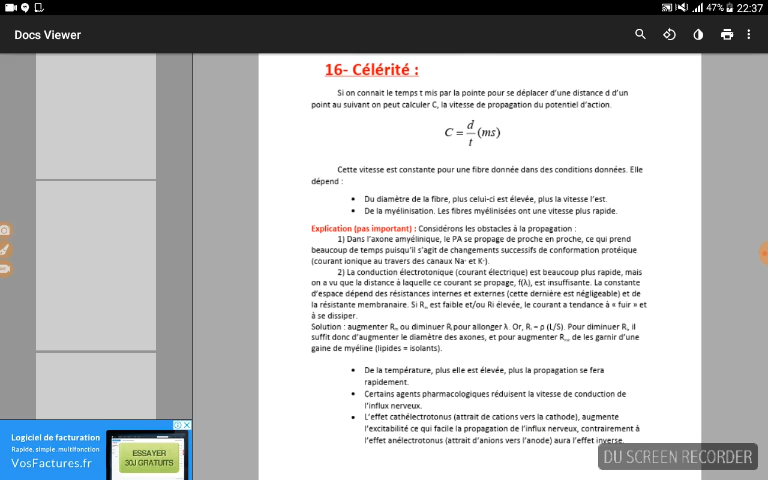 47% 22:37
Docs Viewer
16- Célérité :
Si on connait le temps t mis par la pointe pour se déplacer d'une distance d d'un
point au suivant on peut calculer C, la vitesse de propagation du potentiel d'action.
C = d/t (ms)
Cette vitesse est constante pour une fibre donnée dans des conditions données. Elle
dépend :
• Du diamètre de la fibre, plus celui-ci est élevée, plus la vitesse l'est.
• De la myélinisation. Les fibres myélinisées ont une vitesse plus rapide.
Explication (pas important) : Considérons les obstacles à la propagation :
1) Dans l'axone amyélinique, le PA se propage de proche en proche, ce qui prend
beaucoup de temps puisqu'il s'agit de changements successifs de conformation protéique
(courant ionique au travers des canaux Na⁺ et K⁺).
2) La conduction électrotonique (courant électrique) est beaucoup plus rapide, mais
on a vu que la distance à laquelle ce courant se propage, f(λ), est insuffisante. La constante
d'espace dépend des résistances internes et externes (cette dernière est négligeable) et de
la résistante membranaire. Si Rm est faible et/ou Ri élevée, le courant a tendance à « fuir » et
à se dissiper.
Solution : augmenter Rm ou diminuer Ri pour allonger λ. Or, Ri = ρ (L/S). Pour diminuer Ri, il
suffit donc d'augmenter le diamètre des axones, et pour augmenter Rm, de les garnir d'une
gaine de myéline (lipides = isolants).
• De la température, plus elle est élevée, plus la propagation se fera
rapidement.
• Certains agents pharmacologiques réduisent la vitesse de conduction de
l'influx nerveux.
• L'effet cathélectrotonus (attrait de cations vers la cathode), augmente
l'excitabilité ce qui facile la propagation de l'influx nerveux, contrairement à
l'effet anélectrotonus (attrait d'anions vers l'anode) aura l'effet inverse.
Logiciel de facturation
Rapide, simple, multifonction
VosFactures.fr
ESSAYER
30J GRATUITS
DU SCREEN RECORDER